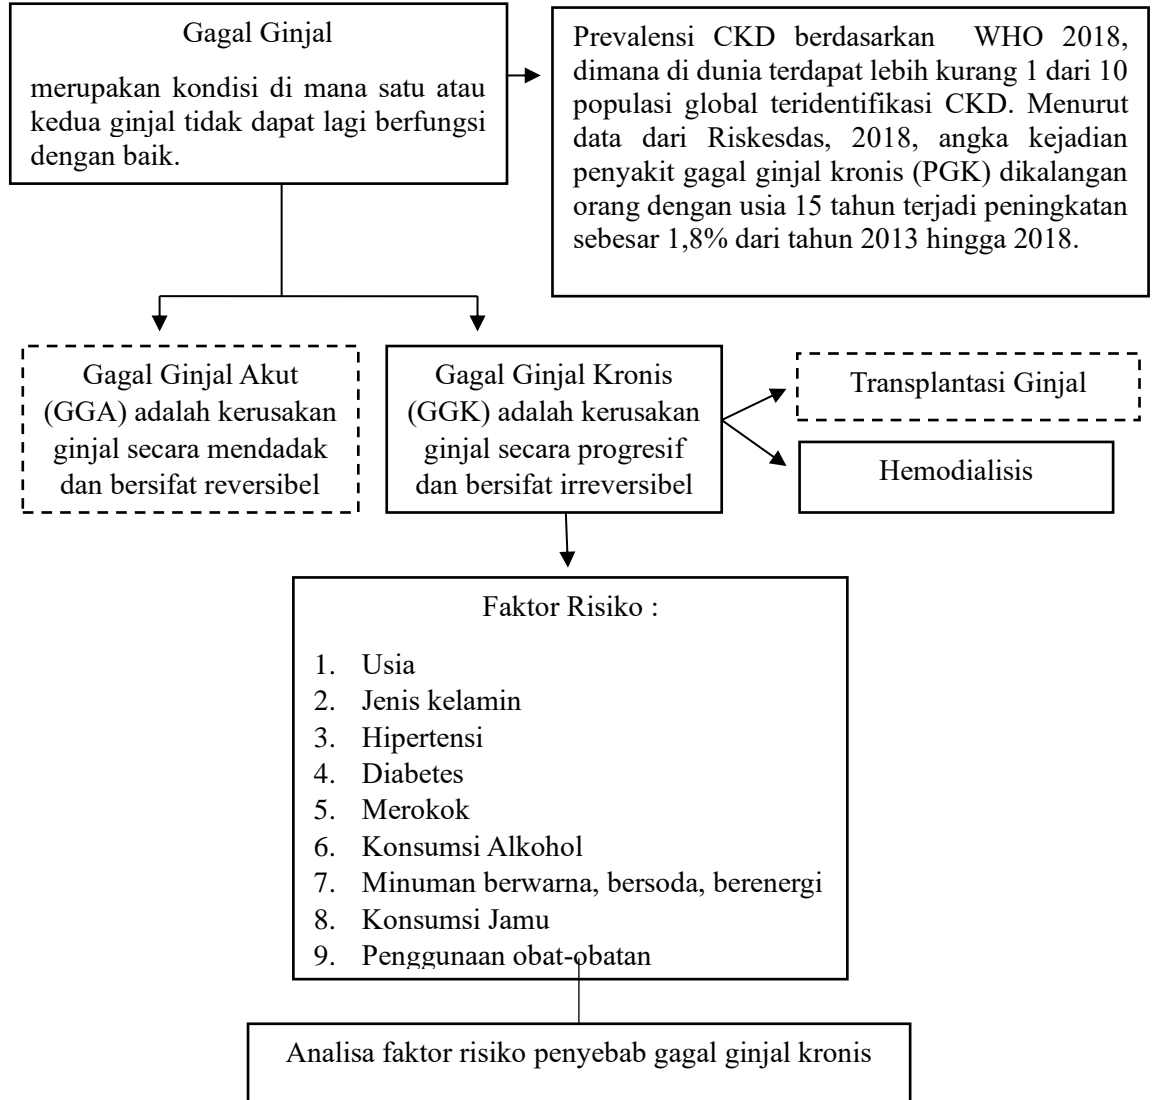 Gagal Ginjal
merupakan kondisi di mana satu atau
kedua ginjal tidak dapat lagi berfungsi
dengan baik.
Prevalensi CKD berdasarkan WHO 2018,
dimana di dunia terdapat lebih kurang 1 dari 10
populasi global teridentifikasi CKD. Menurut
data dari Riskesdas, 2018, angka kejadian
penyakit gagal ginjal kronis (PGK) dikalangan
orang dengan usia 15 tahun terjadi peningkatan
sebesar 1,8% dari tahun 2013 hingga 2018.
Gagal Ginjal Akut
(GGA) adalah kerusakan
ginjal secara mendadak
dan bersifat reversibel
Gagal Ginjal Kronis
(GGK) adalah kerusakan
ginjal secara progresif
dan bersifat irreversibel
Transplantasi Ginjal
Hemodialisis
Faktor Risiko :
1. Usia
2. Jenis kelamin
3. Hipertensi
4. Diabetes
5. Merokok
6. Konsumsi Alkohol
7. Minuman berwarna, bersoda, berenergi
8. Konsumsi Jamu
9. Penggunaan obat-obatan
Analisa faktor risiko penyebab gagal ginjal kronis